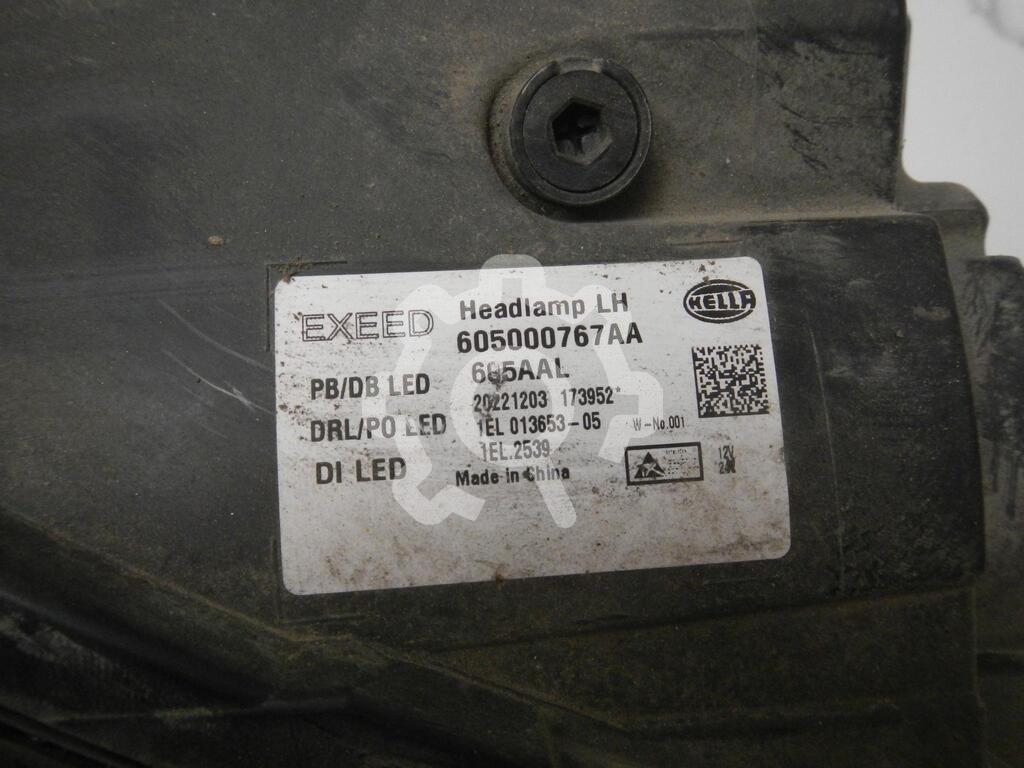 EXEED
Headlamp LH
HELLA
605000767AA
605AAL
PB/DB LED
20221203 173952*
DRL/PO LED
1EL 013653-05
W-No.001
1EL.2539
DI LED
Made in China
12V